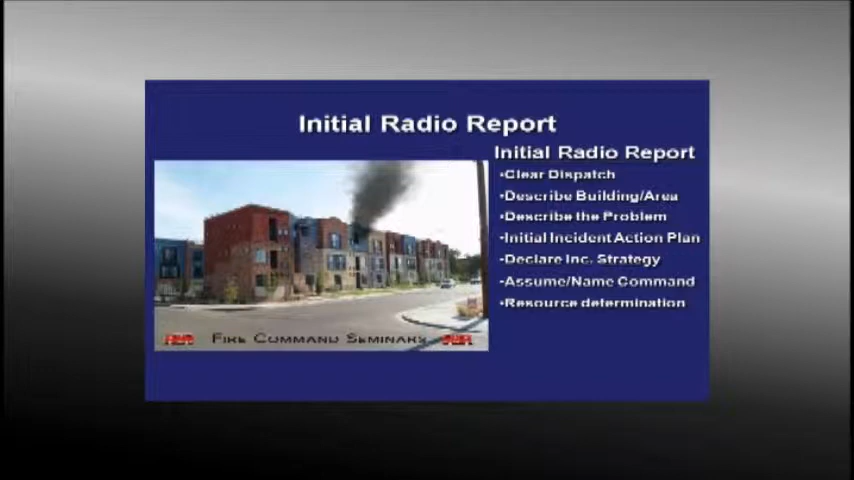 Initial Radio Report
Initial Radio Report
•Clear Dispatch
•Describe Building/Area
•Describe the Problem
•Initial Incident Action Plan
•Declare Inc. Strategy
•Assume/Name Command
•Resource determination
Fire Command Seminars